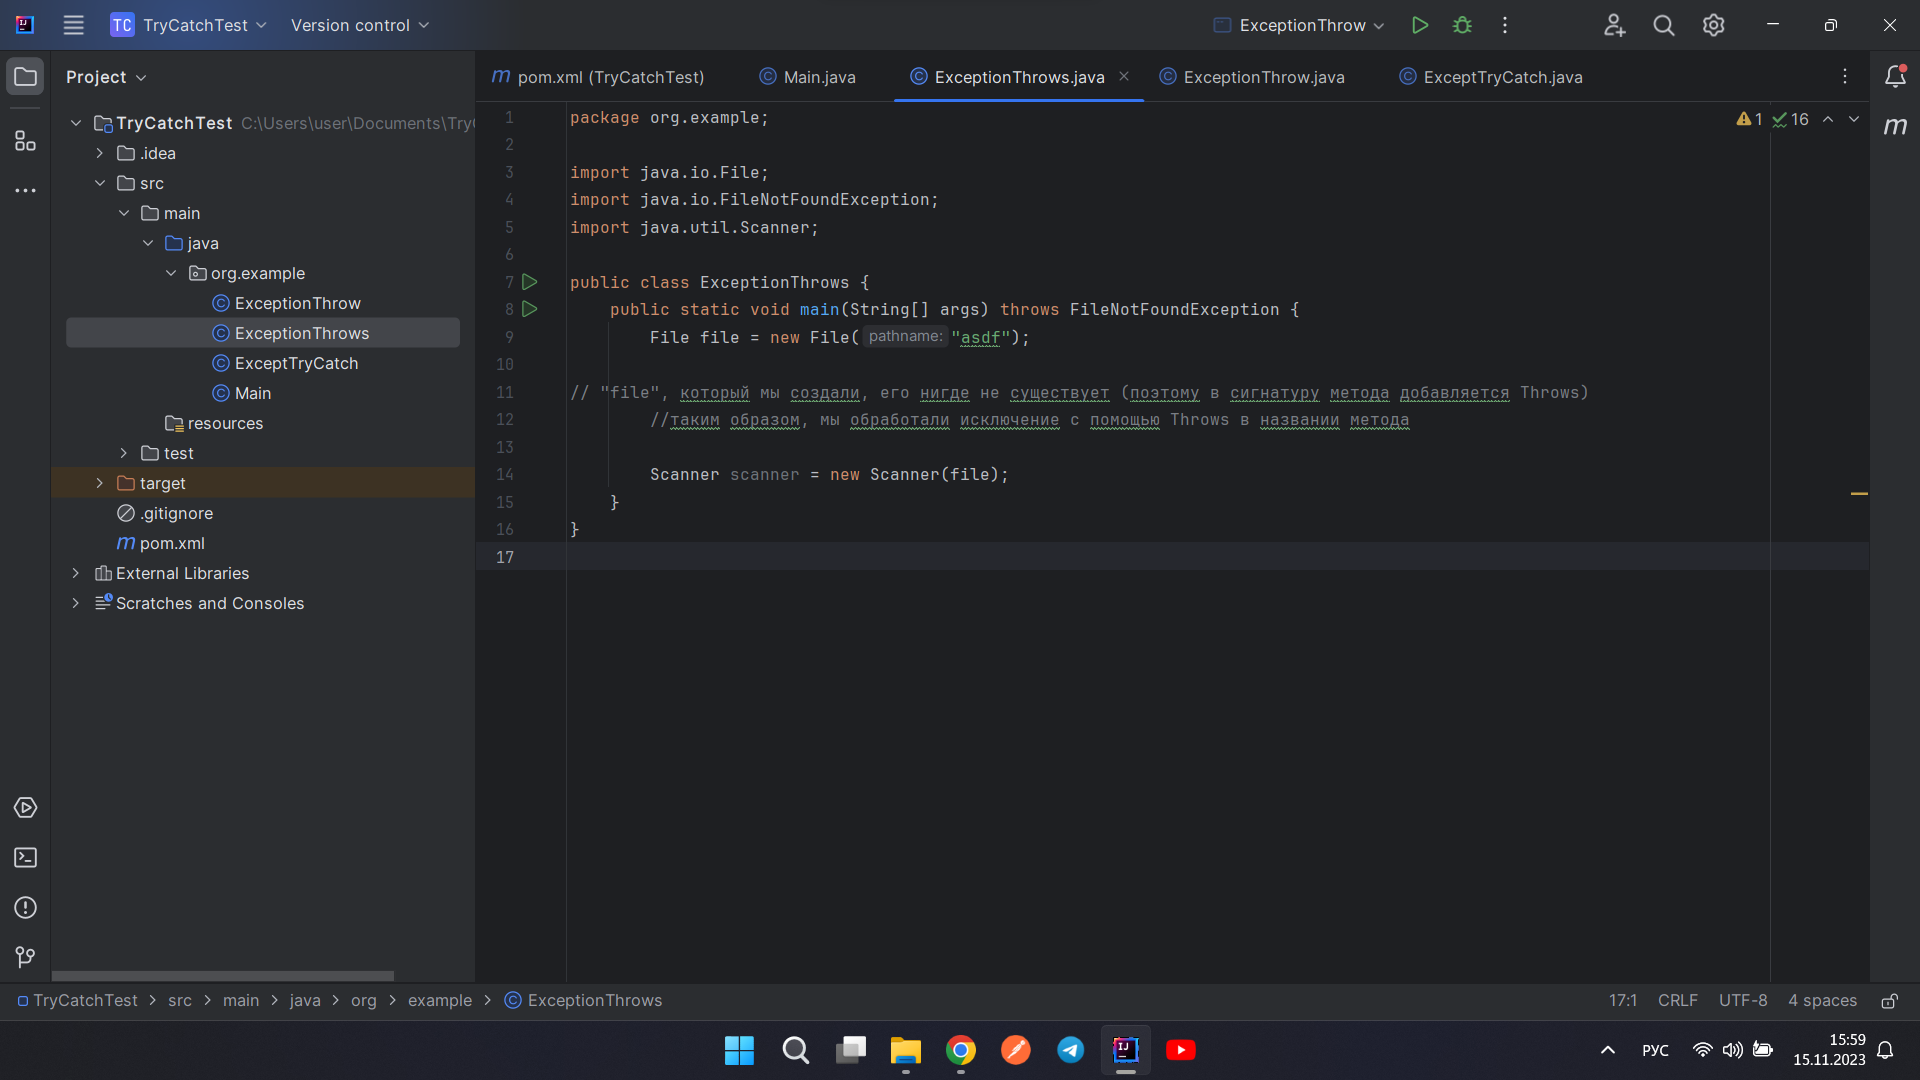 TC TryCatchTest Version control ExceptionThrow
Project
pom.xml (TryCatchTest) Main.java ExceptionThrows.java ExceptionThrow.java ExceptTryCatch.java
TryCatchTest C:\Users\user\Documents\Try
.idea
src
main
java
org.example
ExceptionThrow
ExceptionThrows
ExceptTryCatch
Main
resources
test
target
.gitignore
pom.xml
External Libraries
Scratches and Consoles
1 package org.example;
2
3 import java.io.File;
4 import java.io.FileNotFoundException;
5 import java.util.Scanner;
6
7 public class ExceptionThrows {
8 public static void main(String[] args) throws FileNotFoundException {
9 File file = new File( pathname: "asdf");
10
11 // "file", который мы создали, его нигде не существует (поэтому в сигнатуру метода добавляется Throws)
12 //таким образом, мы обработали исключение с помощью Throws в названии метода
13
14 Scanner scanner = new Scanner(file);
15 }
16 }
17
1 16
m
TryCatchTest > src > main > java > org > example > ExceptionThrows
17:1 CRLF UTF-8 4 spaces
РУС
15:59
15.11.2023